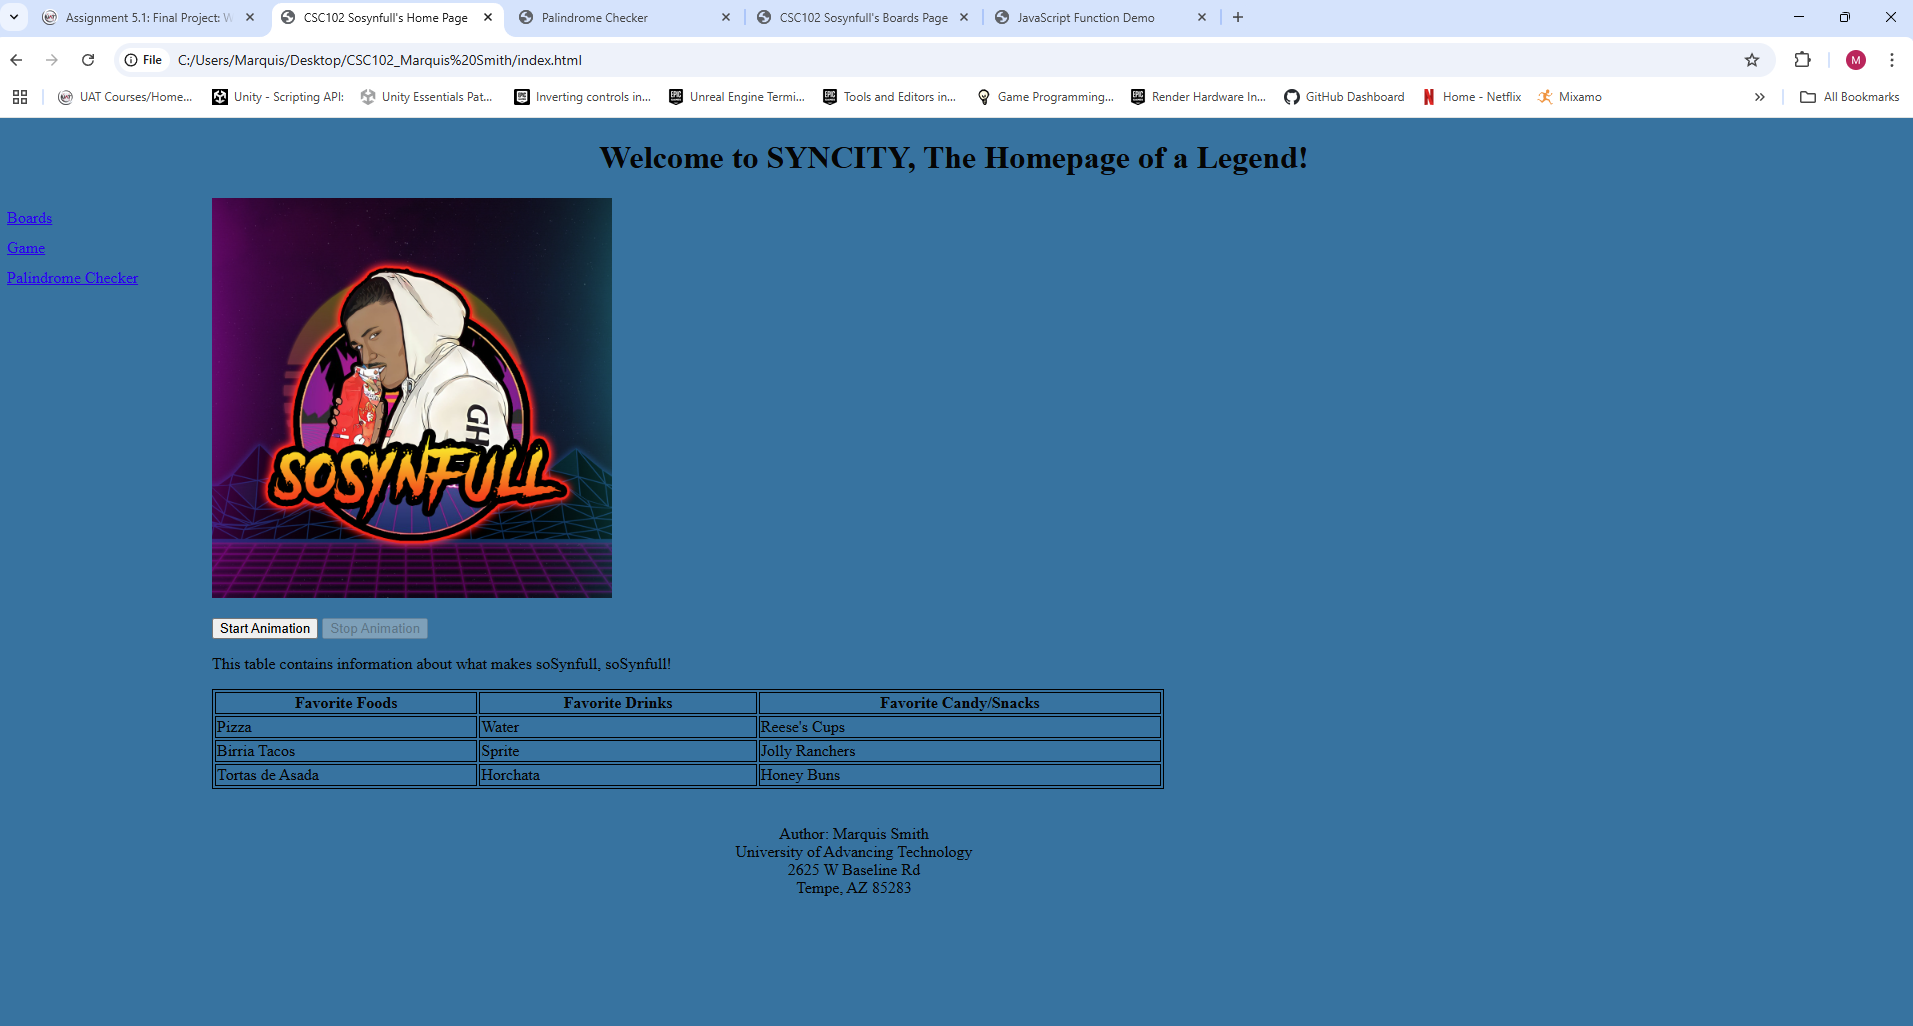 Assignment 5.1: Final Project: W
CSC102 Sosynfull's Home Page
Palindrome Checker
CSC102 Sosynfull's Boards Page
JavaScript Function Demo
File
C:/Users/Marquis/Desktop/CSC102_Marquis%20Smith/index.html
M
UAT Courses/Home...
Unity - Scripting API:
Unity Essentials Pat...
Inverting controls in...
Unreal Engine Termi...
Tools and Editors in...
Game Programming...
Render Hardware In...
GitHub Dashboard
Home - Netflix
Mixamo
All Bookmarks
Welcome to SYNCITY, The Homepage of a Legend!
Boards
Game
Palindrome Checker
GH
SOSYNFULL
Start Animation Stop Animation
This table contains information about what makes soSynfull, soSynfull!
Favorite Foods Favorite Drinks Favorite Candy/Snacks
Pizza Water Reese's Cups
Birria Tacos Sprite Jolly Ranchers
Tortas de Asada Horchata Honey Buns
Author: Marquis Smith
University of Advancing Technology
2625 W Baseline Rd
Tempe, AZ 85283